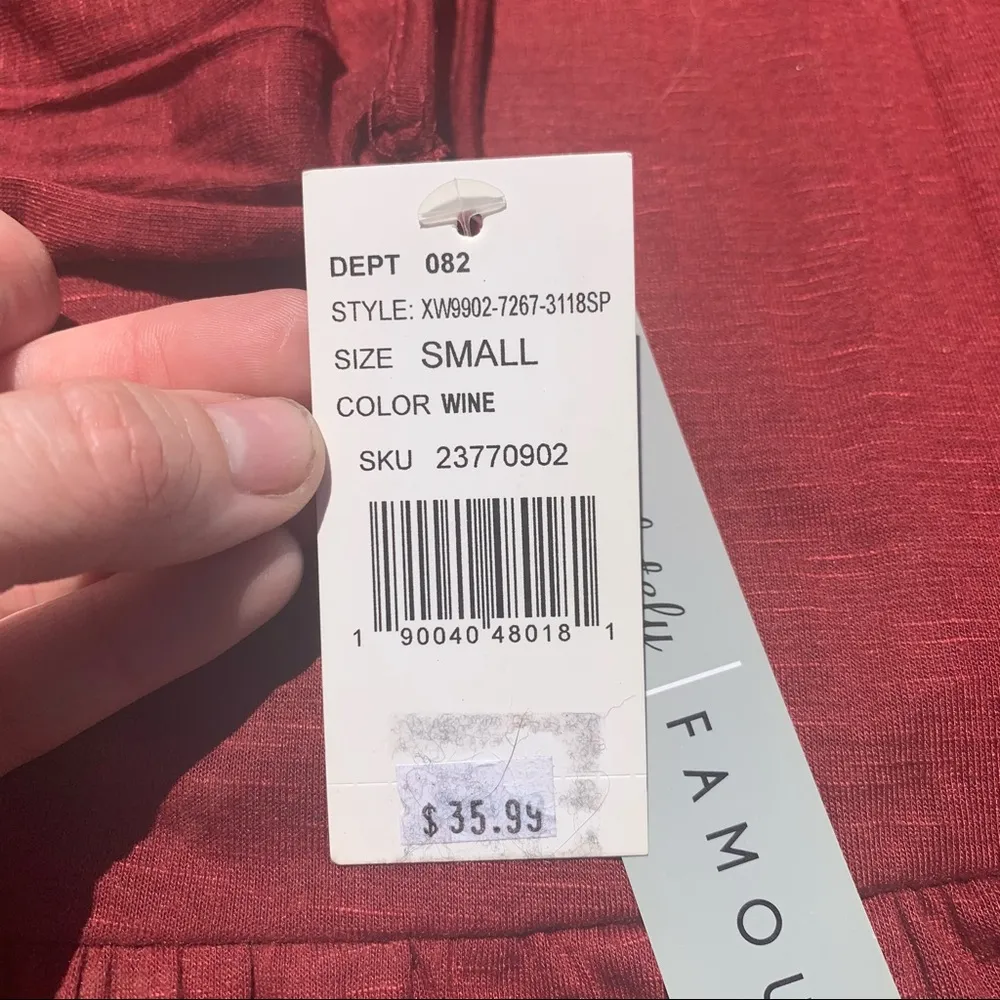 DEPT 082
STYLE: XW9902-7267-3118SP
SIZE SMALL
COLOR WINE
SKU 23770902
1 90040 48018 1
$35.99
FAMOU